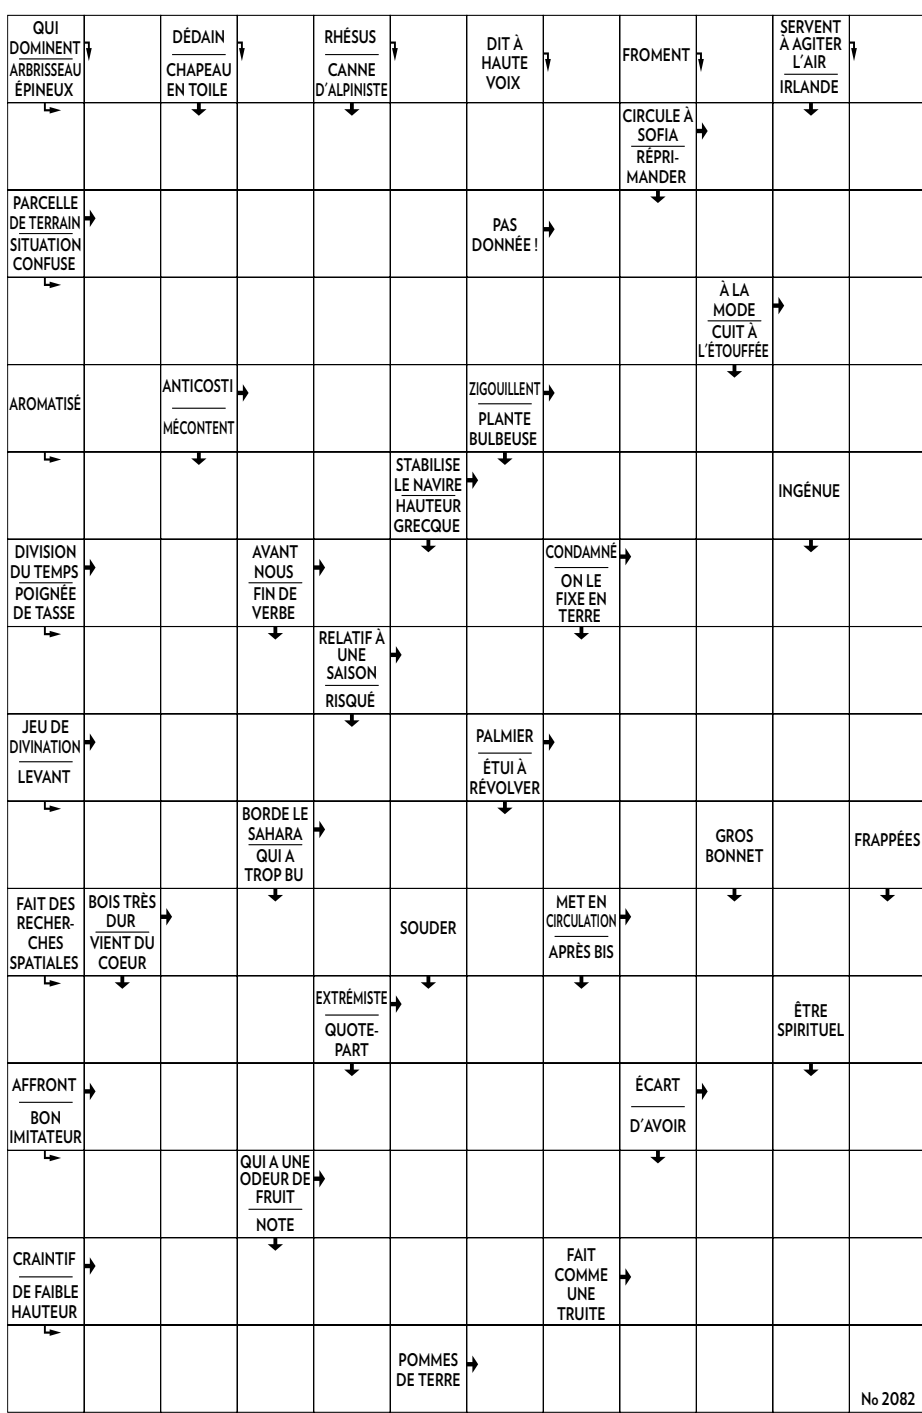 QUI
DOMINENT
ARBRISSEAU
ÉPINEUX
DÉDAIN
CHAPEAU
EN TOILE
RHÉSUS
CANNE
D'ALPINISTE
DIT À
HAUTE
VOIX
FROMENT
SERVENT
À AGITER
L'AIR
IRLANDE
CIRCULE À
SOFIA
RÉPRI-
MANDER
PARCELLE
DE TERRAIN
SITUATION
CONFUSE
PAS
DONNÉE !
À LA
MODE
CUIT À
L'ÉTOUFFÉE
AROMATISÉ
ANTICOSTI
MÉCONTENT
ZIGOUILLENT
PLANTE
BULBEUSE
STABILISE
LE NAVIRE
HAUTEUR
GRECQUE
INGÉNUE
DIVISION
DU TEMPS
POIGNÉE
DE TASSE
AVANT
NOUS
FIN DE
VERBE
CONDAMNÉ
ON LE
FIXE EN
TERRE
RELATIF À
UNE
SAISON
RISQUÉ
JEU DE
DIVINATION
LEVANT
PALMIER
ÉTUI À
RÉVOLVER
BORDE LE
SAHARA
QUI A
TROP BU
GROS
BONNET
FRAPPÉES
FAIT DES
RECHER-
CHES
SPATIALES
BOIS TRÈS
DUR
VIENT DU
COEUR
SOUDER
MET EN
CIRCULATION
APRÈS BIS
EXTRÉMISTE
QUOTE-
PART
ÊTRE
SPIRITUEL
AFFRONT
BON
IMITATEUR
ÉCART
D'AVOIR
QUI A UNE
ODEUR DE
FRUIT
NOTE
CRAINTIF
DE FAIBLE
HAUTEUR
FAIT
COMME
UNE
TRUITE
POMMES
DE TERRE
No 2082